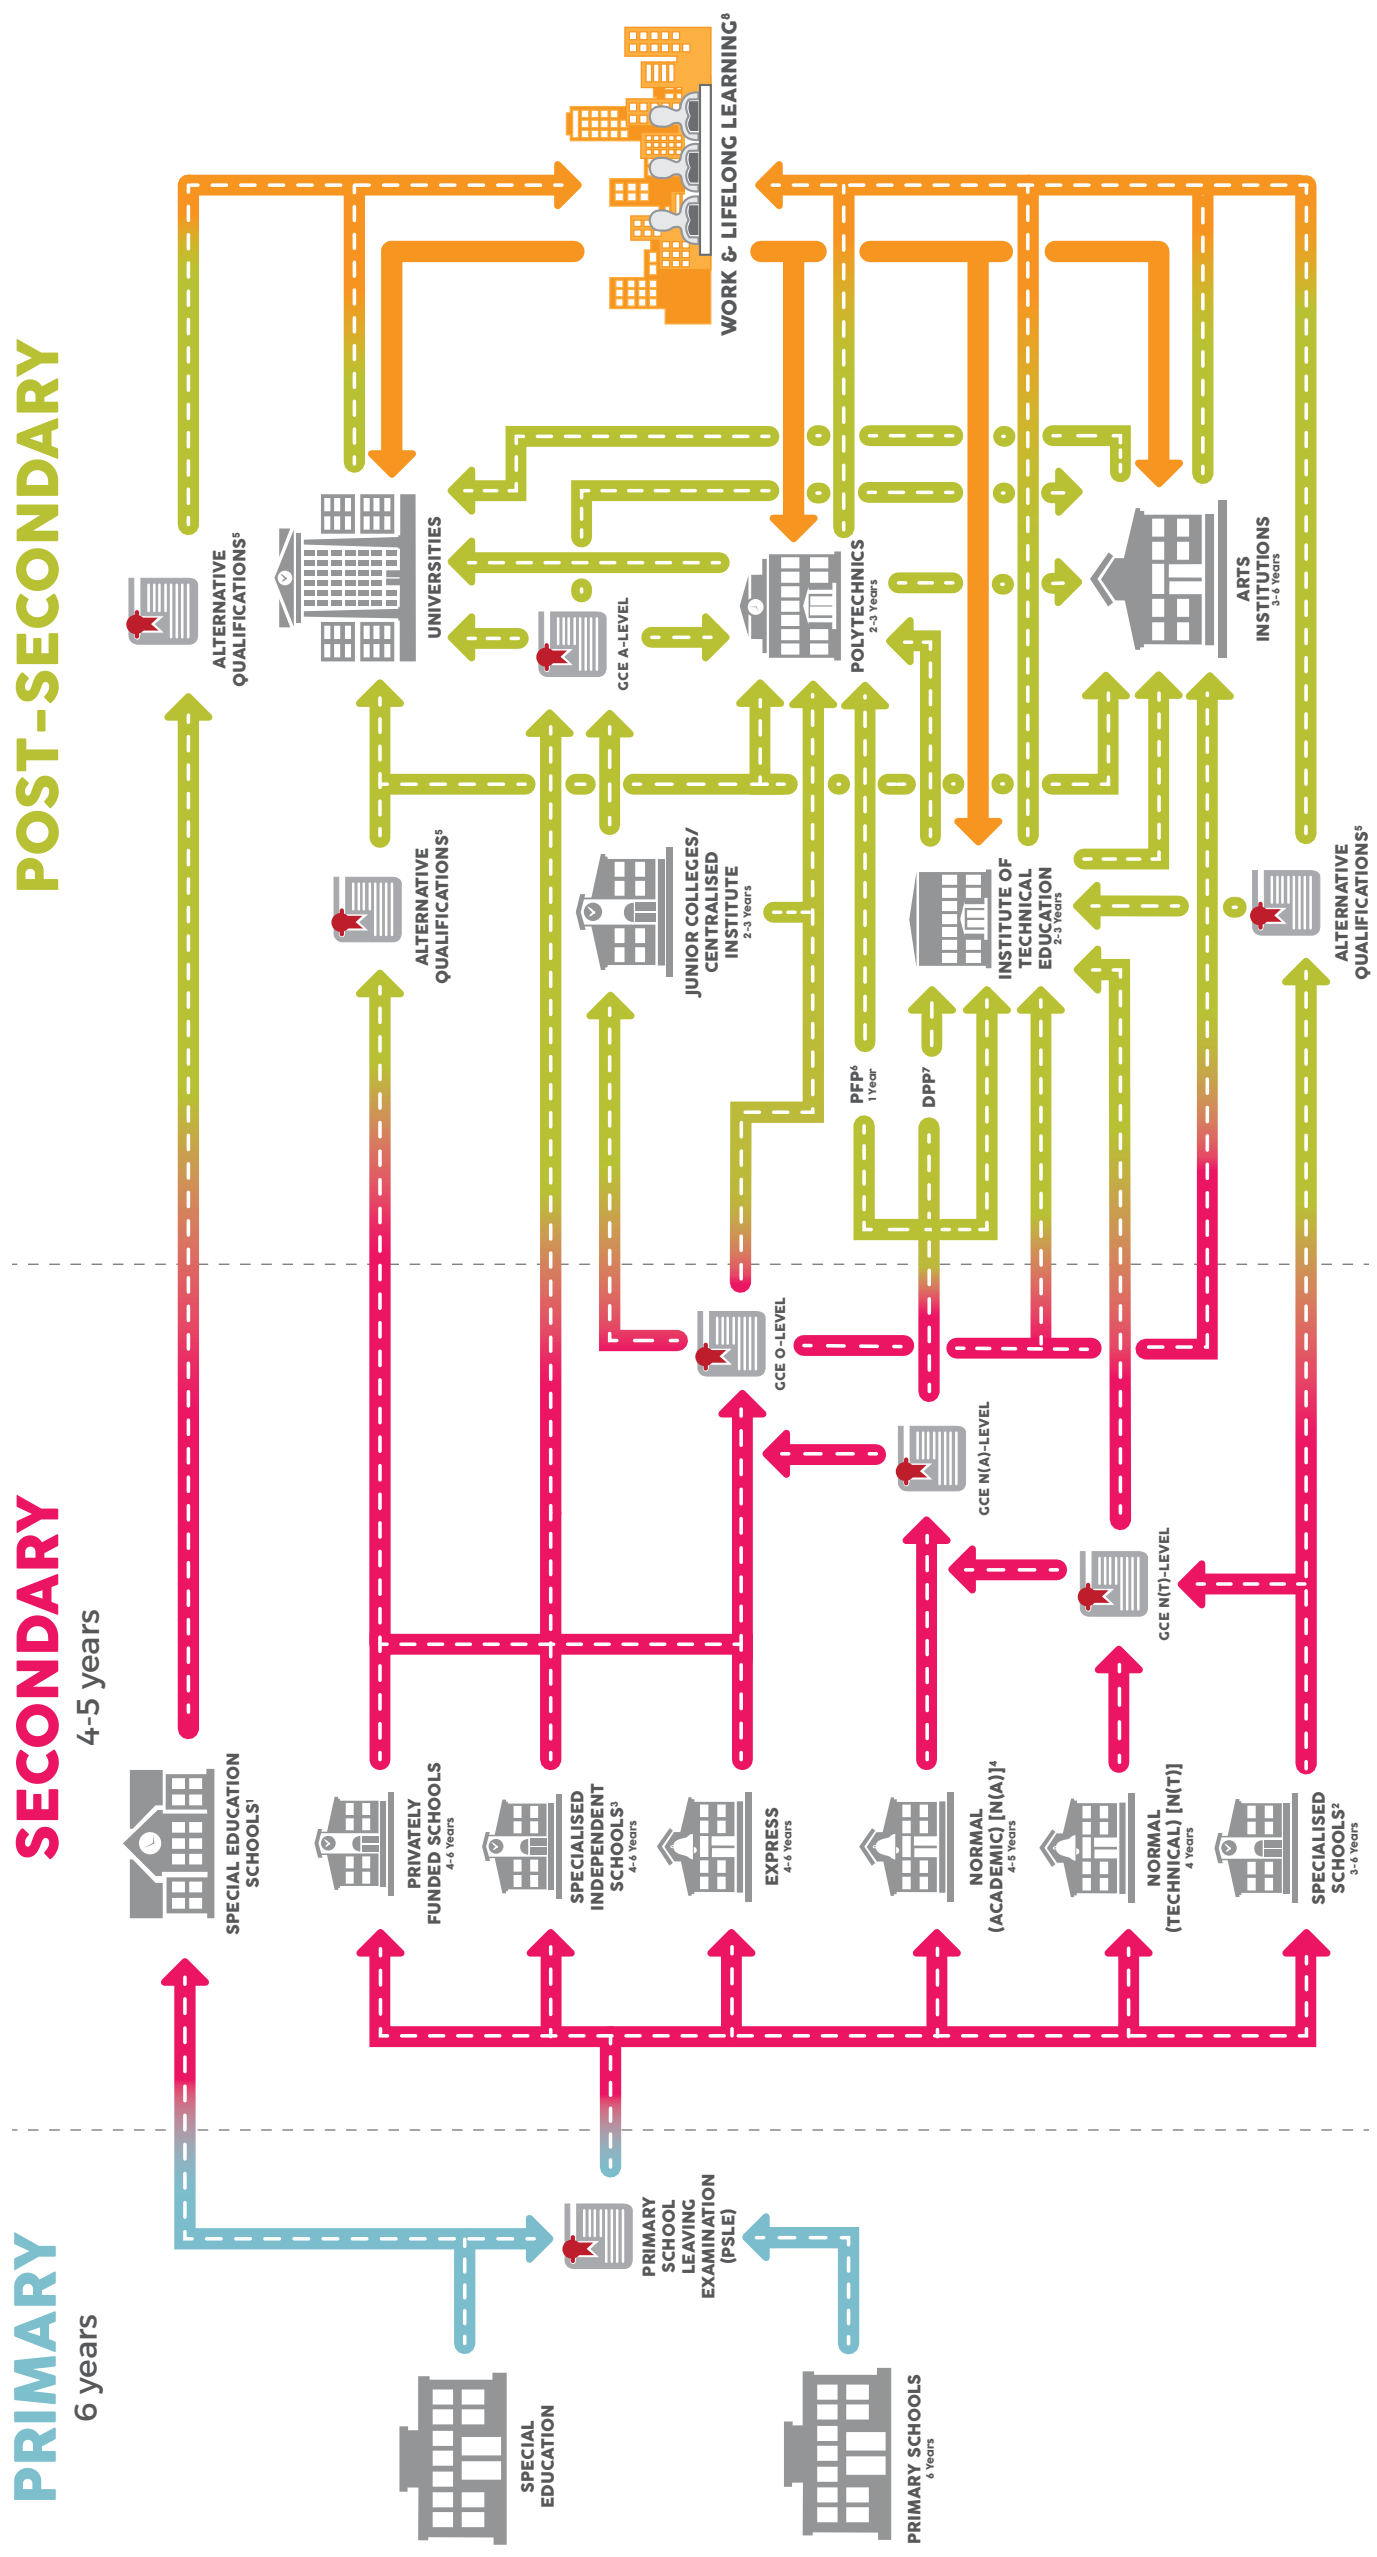 PRIMARY
6 years
SECONDARY
4-5 years
POST-SECONDARY
SPECIAL
EDUCATION
PRIMARY SCHOOLS
6 Years
PRIMARY
SCHOOL
LEAVING
EXAMINATION
(PSLE)
SPECIAL EDUCATION
SCHOOLS¹
PRIVATELY
FUNDED SCHOOLS
4-6 Years
SPECIALISED
INDEPENDENT
SCHOOLS³
4-6 Years
EXPRESS
4-6 Years
NORMAL
(ACADEMIC) [N(A)]⁴
4-5 Years
NORMAL
(TECHNICAL) [N(T)]
4 Years
SPECIALISED
SCHOOLS²
3-6 Years
GCE O-LEVEL
GCE N(A)-LEVEL
GCE N(T)-LEVEL
PFP⁶
1 Year
DPP⁷
ALTERNATIVE
QUALIFICATIONS⁵
ALTERNATIVE
QUALIFICATIONS⁵
JUNIOR COLLEGES/
CENTRALISED
INSTITUTE
2-3 Years
INSTITUTE OF
TECHNICAL
EDUCATION
2-3 Years
ALTERNATIVE
QUALIFICATIONS⁵
UNIVERSITIES
GCE A-LEVEL
POLYTECHNICS
2-3 Years
ARTS
INSTITUTIONS
3-6 Years
WORK & LIFELONG LEARNING⁸